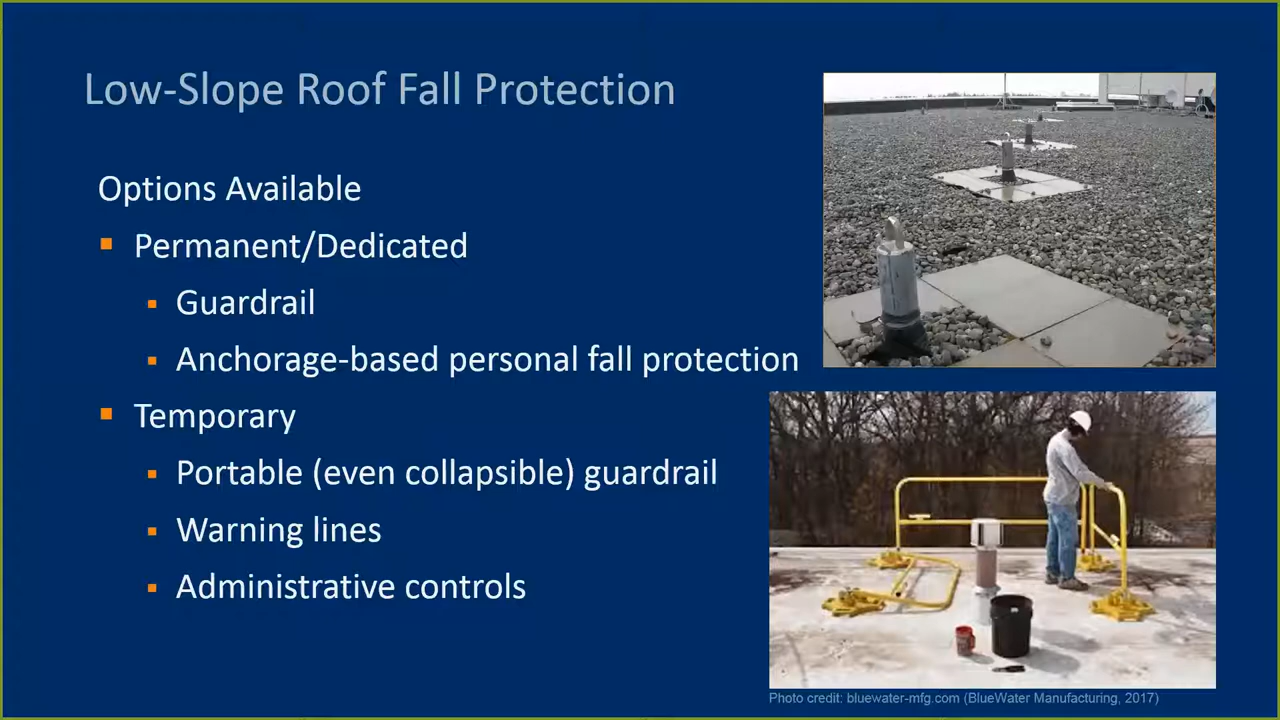 Low-Slope Roof Fall Protection
Options Available
Permanent/Dedicated
Guardrail
Anchorage-based personal fall protection
Temporary
Portable (even collapsible) guardrail
Warning lines
Administrative controls
Photo credit: bluewater-mfg.com (BlueWater Manufacturing, 2017)